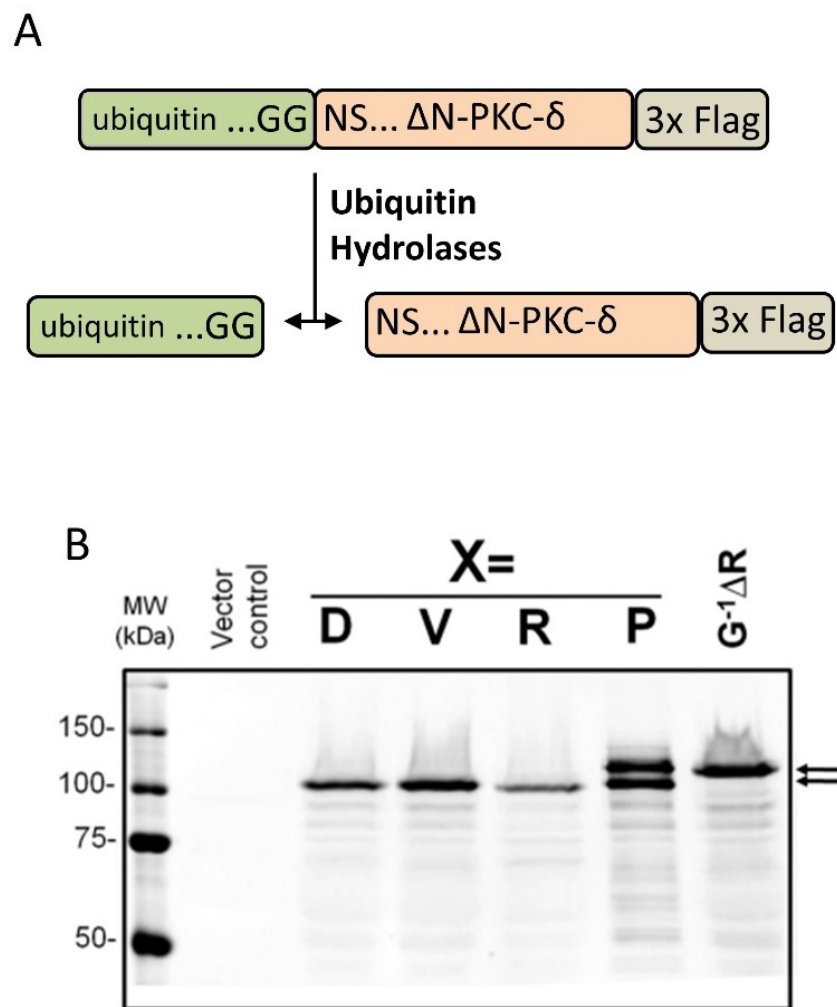 A
ubiquitin ...GG NS... ΔN-PKC-δ 3x Flag
Ubiquitin
Hydrolases
ubiquitin ...GG NS... ΔN-PKC-δ 3x Flag
B
MW
(kDa)
Vector
control
X=
D V R P
G⁻¹ΔR
150-
100-
75-
50-